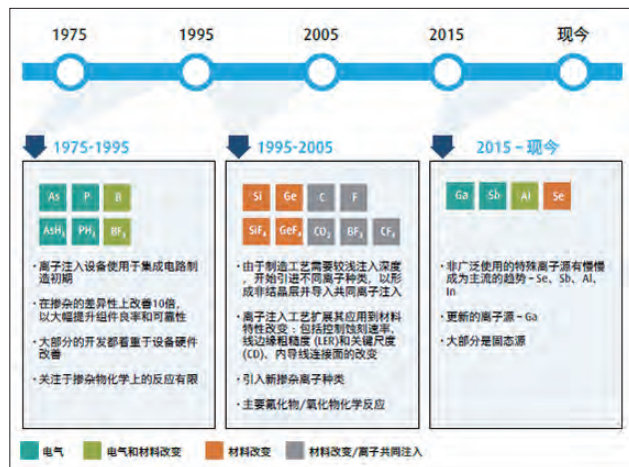 1975 1995 2005 2015 现今
1975-1995
As P B
AsH₃ PH₃ BF₃
·离子注入设备使用于集成电路制
造初期
·在掺杂的差异性上改善10倍,
以大幅提升组件良率和可靠性
·大部分的开发都看重于设备硬件
改善
·关注于掺杂物化学上的反应有限
1995-2005
Si Ge C F
SiF₄ GeF₄ CO₂ BF₃ CF₄
·由于制造工艺需要较浅注入深度
,开始引进不同离子种类,以形
成非结晶层并导入共同离子注入
·离子注入工艺扩展其应用到材料
特性改变:包括控制蚀刻速率、
线边缘粗糙度 (LER)和关键尺度
(CD)、内导线连接面的改变
·引入新掺杂离子种类
·主要氟化物/氧化物化学反应
2015 – 现今
Ga Sb Al Se
·非广泛使用的特殊离子源有慢慢
成为主流的趋势 – Se、Sb、Al、
In
·更新的离子源 – Ga
·大部分是固态源
电气 电气和材料改变 材料改变 材料改变/离子共同注入